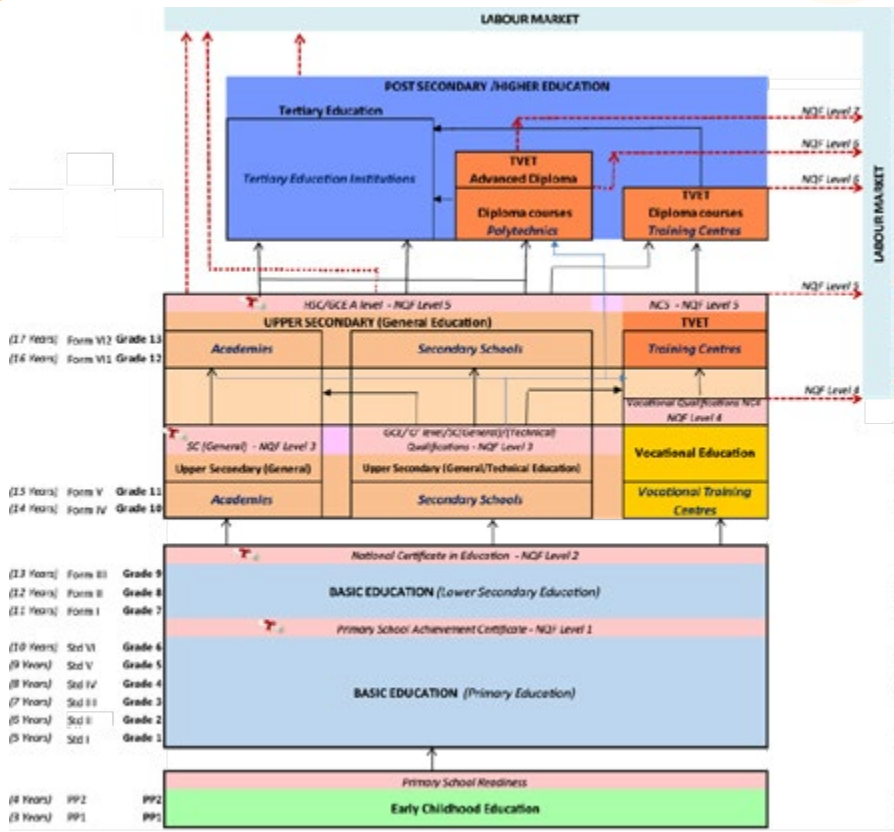 LABOUR MARKET
POST SECONDARY /HIGHER EDUCATION
Tertiary Education
NQF Level 7
NQF Level 6
TVET
Advanced Diploma
Tertiary Education Institutions
NQF Level 6
TVET
Diploma courses
Diploma courses
Polytechnics
Training Centres
LABOUR MARKET
NQF Level 5
HSC/GCE A level - NQF Level 5
NC5 - NQF Level 5
UPPER SECONDARY (General Education)
TVET
(17 Years) Form VI2 Grade 13
Academies
Secondary Schools
Training Centres
(16 Years) Form VI1 Grade 12
NQF Level 4
Vocational Qualifications NC4
NQF Level 4
GCE/'O' level/SC(General)/(Technical)
SC (General) - NQF Level 3
Qualifications - NQF Level 3
Vocational Education
Upper Secondary (General)
Upper Secondary (General/Technical Education)
(15 Years) Form V Grade 11
Academies
Secondary Schools
Vocational Training
Centres
(14 Years) Form IV Grade 10
National Certificate in Education - NQF Level 2
(13 Years) Form III Grade 9
(12 Years) Form II Grade 8
BASIC EDUCATION (Lower Secondary Education)
(11 Years) Form I Grade 7
Primary School Achievement Certificate - NQF Level 1
(10 Years) Std VI Grade 6
(9 Years) Std V Grade 5
(8 Years) Std IV Grade 4
BASIC EDUCATION (Primary Education)
(7 Years) Std III Grade 3
(6 Years) Std II Grade 2
(5 Years) Std I Grade 1
Primary School Readiness
(4 Years) PP2 PP2
Early Childhood Education
(3 Years) PP1 PP1